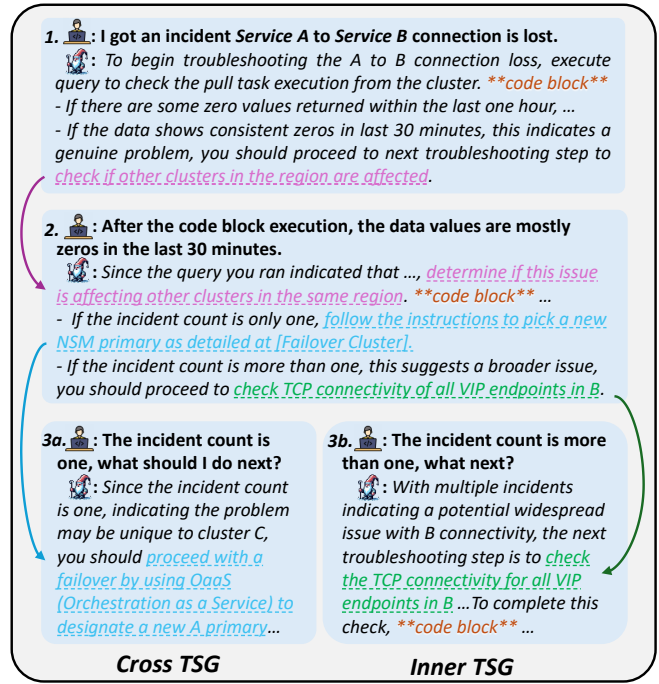 1. : I got an incident Service A to Service B connection is lost.
: To begin troubleshooting the A to B connection loss, execute
query to check the pull task execution from the cluster. **code block**
- If there are some zero values returned within the last one hour, ...
- If the data shows consistent zeros in last 30 minutes, this indicates a
genuine problem, you should proceed to next troubleshooting step to
check if other clusters in the region are affected.
2. : After the code block execution, the data values are mostly
zeros in the last 30 minutes.
: Since the query you ran indicated that ..., determine if this issue
is affecting other clusters in the same region. **code block** ...
- If the incident count is only one, follow the instructions to pick a new
NSM primary as detailed at [Failover Cluster].
- If the incident count is more than one, this suggests a broader issue,
you should proceed to check TCP connectivity of all VIP endpoints in B.
3a. : The incident count is
one, what should I do next?
: Since the incident count
is one, indicating the problem
may be unique to cluster C,
you should proceed with a
failover by using OaaS
(Orchestration as a Service) to
designate a new A primary...
3b. : The incident count is more
than one, what next?
: With multiple incidents
indicating a potential widespread
issue with B connectivity, the next
troubleshooting step is to check
the TCP connectivity for all VIP
endpoints in B ...To complete this
check, **code block** ...
Cross TSG
Inner TSG